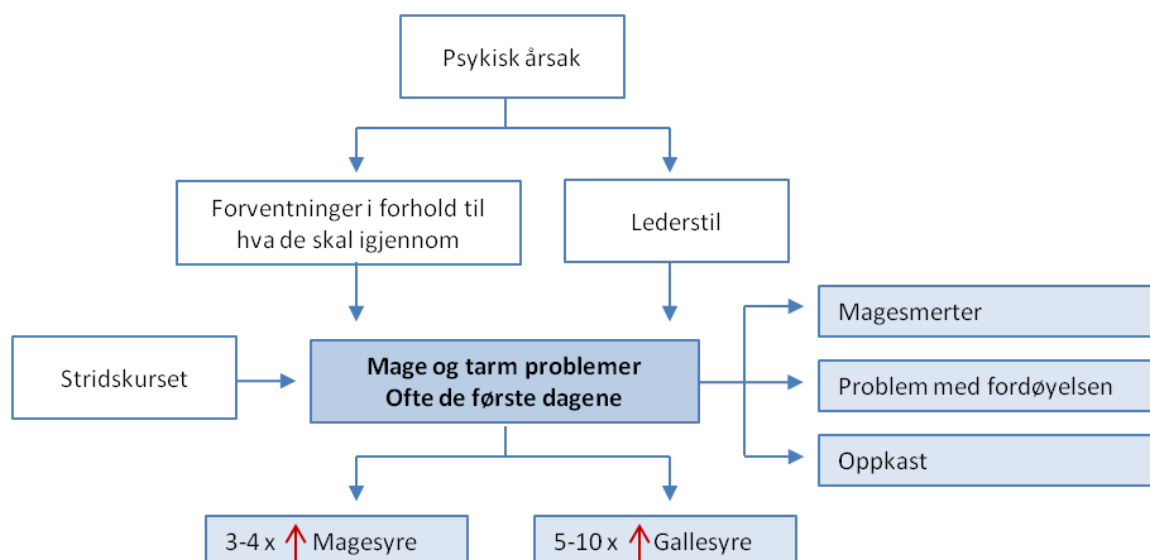 Psykisk årsak
Forventninger i forhold til
hva de skal igjennom
Lederstil
Magesmerter
Stridskurset
Mage og tarm problemer
Ofte de første dagene
Problem med fordøyelsen
Oppkast
3-4 x Magesyre
5-10 x Gallesyre